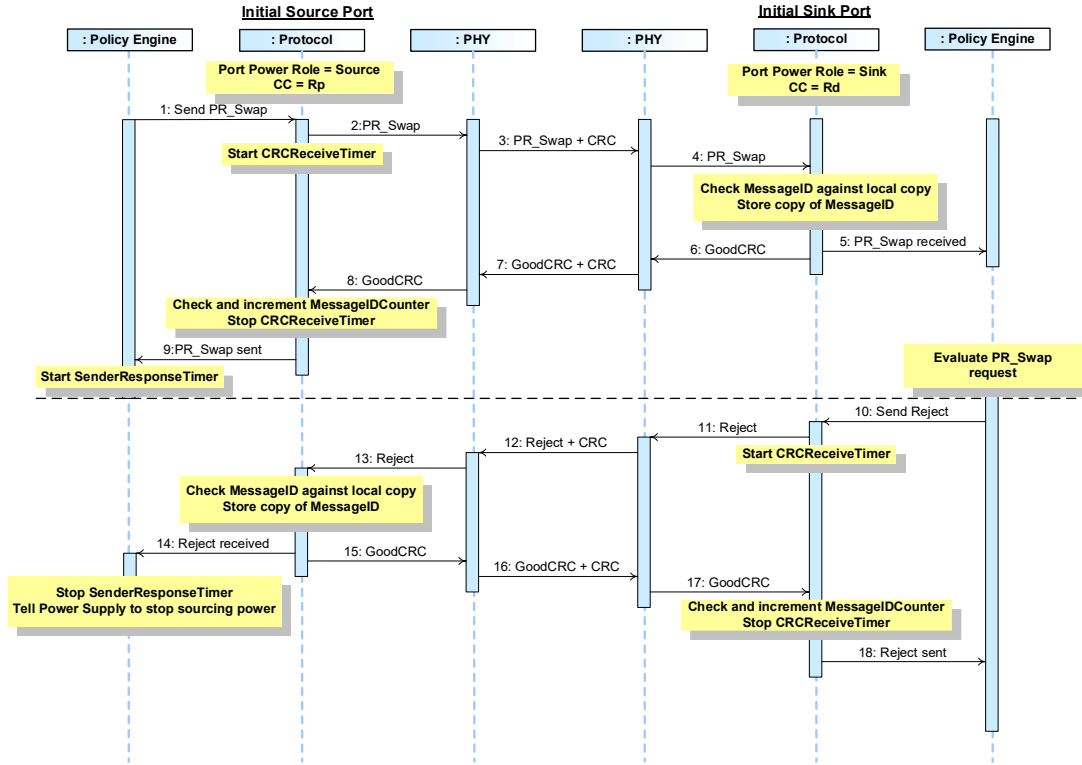 Initial Source Port
Initial Sink Port
: Policy Engine
: Protocol
: PHY
: PHY
: Protocol
: Policy Engine
Port Power Role = Source
CC = Rp
Port Power Role = Sink
CC = Rd
1: Send PR_Swap
2:PR_Swap
Start CRCReceiveTimer
3: PR_Swap + CRC
4: PR_Swap
Check MessageID against local copy
Store copy of MessageID
5: PR_Swap received
6: GoodCRC
7: GoodCRC + CRC
8: GoodCRC
Check and increment MessageIDCounter
Stop CRCReceiveTimer
9:PR_Swap sent
Start SenderResponseTimer
Evaluate PR_Swap
request
10: Send Reject
11: Reject
Start CRCReceiveTimer
12: Reject + CRC
13: Reject
Check MessageID against local copy
Store copy of MessageID
14: Reject received
15: GoodCRC
16: GoodCRC + CRC
17: GoodCRC
Stop SenderResponseTimer
Tell Power Supply to stop sourcing power
Check and increment MessageIDCounter
Stop CRCReceiveTimer
18: Reject sent